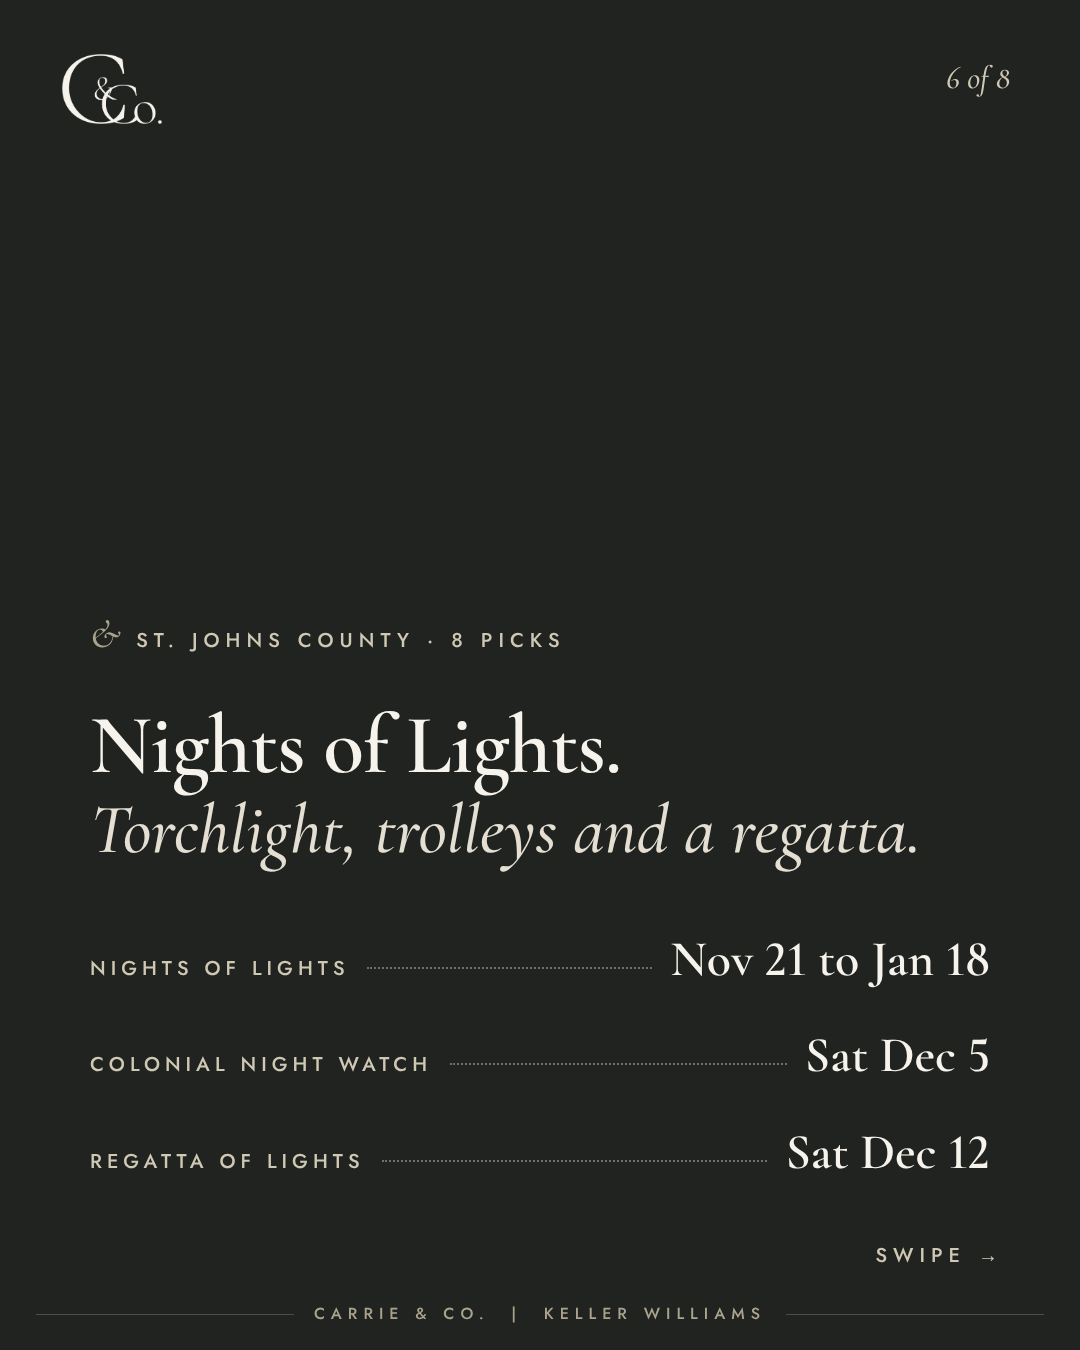 C&Co.
6 of 8
& ST. JOHNS COUNTY · 8 PICKS
Nights of Lights.
Torchlight, trolleys and a regatta.
NIGHTS OF LIGHTS Nov 21 to Jan 18
COLONIAL NIGHT WATCH Sat Dec 5
REGATTA OF LIGHTS Sat Dec 12
SWIPE →
CARRIE & CO. | KELLER WILLIAMS